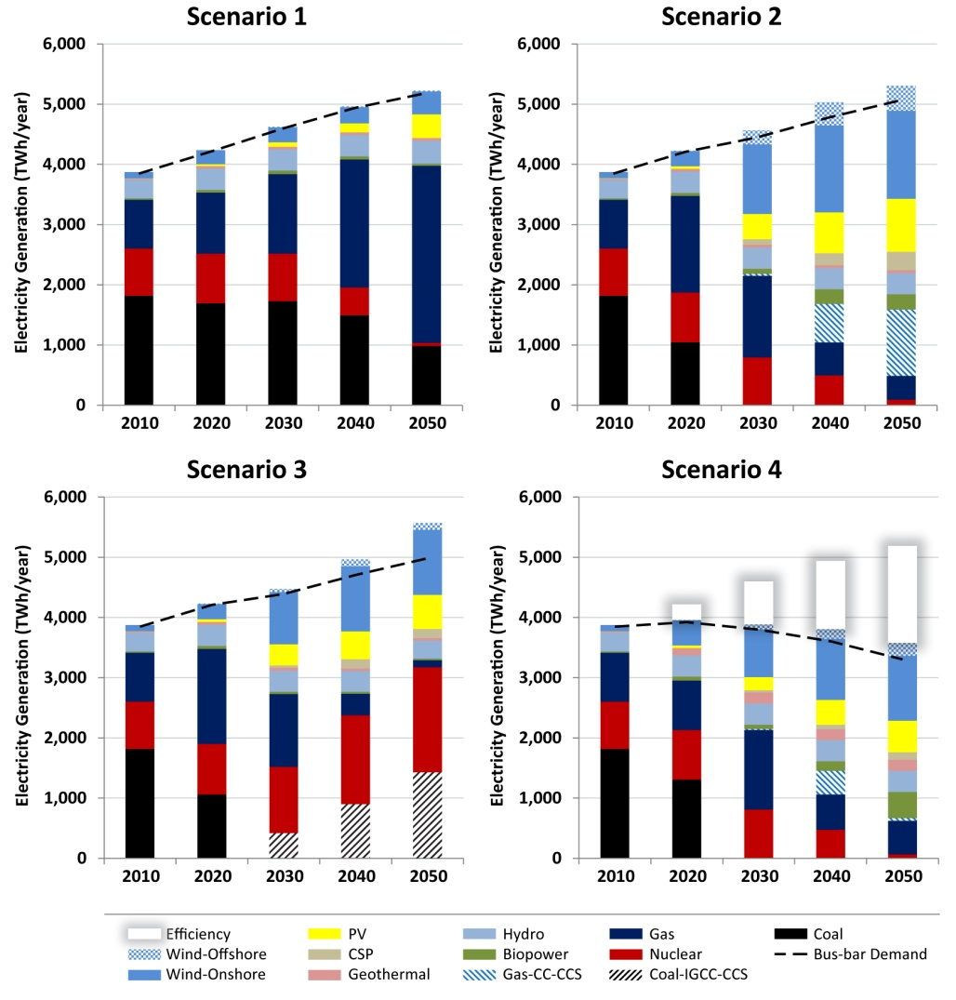 Scenario 1
Electricity Generation (TWh/year)
6,000
5,000
4,000
3,000
2,000
1,000
0
2010 2020 2030 2040 2050
Scenario 2
Electricity Generation (TWh/year)
6,000
5,000
4,000
3,000
2,000
1,000
0
2010 2020 2030 2040 2050
Scenario 3
Electricity Generation (TWh/year)
6,000
5,000
4,000
3,000
2,000
1,000
0
2010 2020 2030 2040 2050
Scenario 4
Electricity Generation (TWh/year)
6,000
5,000
4,000
3,000
2,000
1,000
0
2010 2020 2030 2040 2050
Efficiency PV Hydro Gas Coal
Wind-Offshore CSP Biopower Nuclear Bus-bar Demand
Wind-Onshore Geothermal Gas-CC-CCS Coal-IGCC-CCS